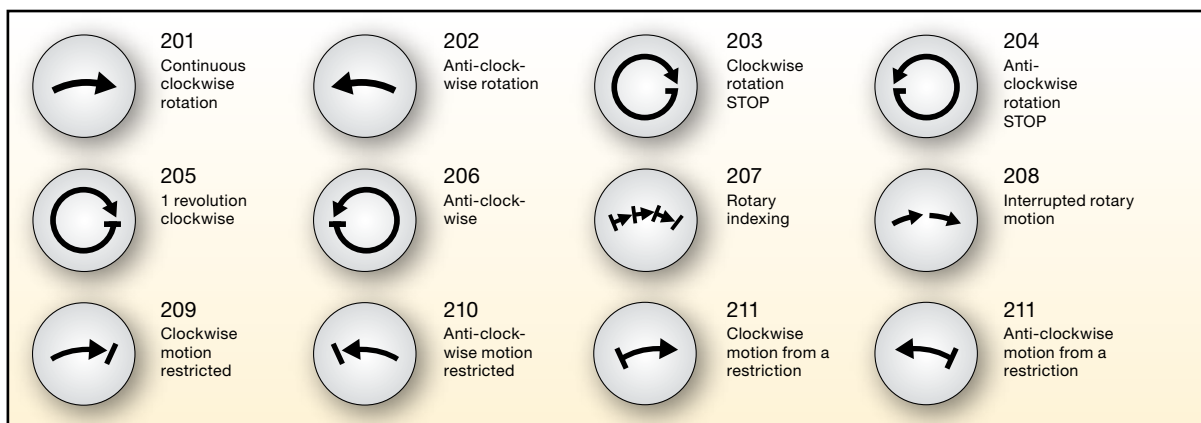 201
Continuous
clockwise
rotation
202
Anti-clock-
wise rotation
203
Clockwise
rotation
STOP
204
Anti-
clockwise
rotation
STOP
205
1 revolution
clockwise
206
Anti-clock-
wise
207
Rotary
indexing
208
Interrupted rotary
motion
209
Clockwise
motion
restricted
210
Anti-clock-
wise motion
restricted
211
Clockwise
motion from a
restriction
211
Anti-clockwise
motion from a
restriction